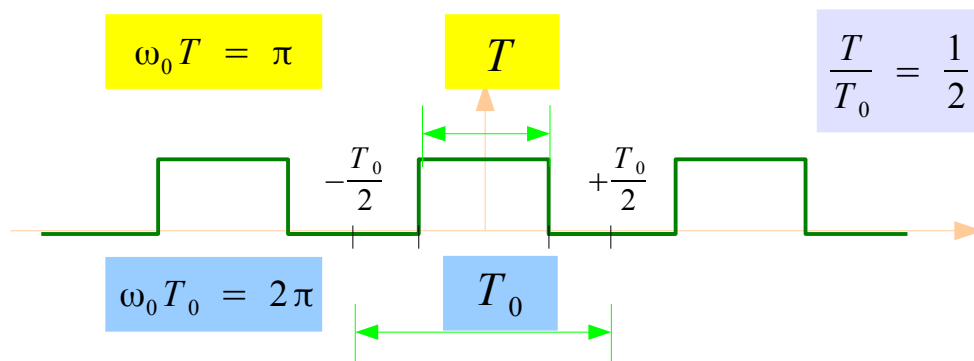 ω₀T = π
T
T/T₀ = 1/2
−T₀/2
+T₀/2
ω₀T₀ = 2π
T₀